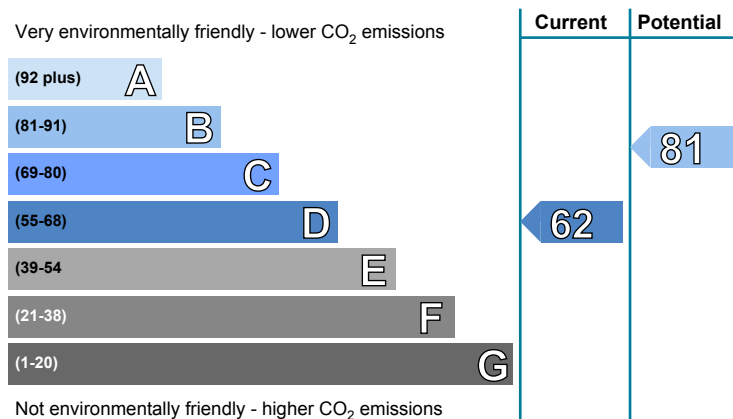 Current Potential
Very environmentally friendly - lower CO2 emissions
(92 plus) A
(81-91) B
81
(69-80) C
(55-68) D 62
(39-54 E
(21-38) F
(1-20) G
Not environmentally friendly - higher CO2 emissions